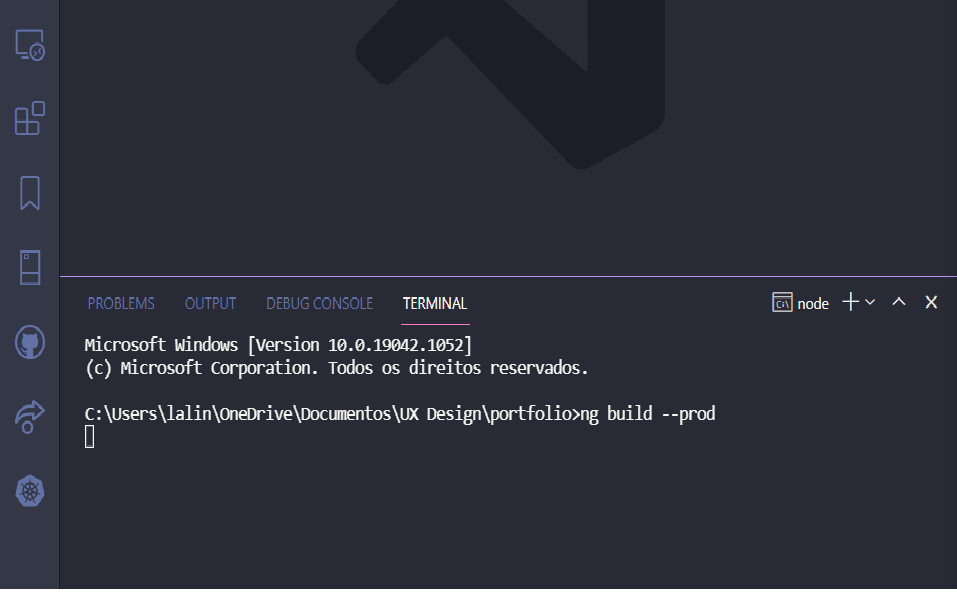 PROBLEMS OUTPUT DEBUG CONSOLE TERMINAL node
Microsoft Windows [Version 10.0.19042.1052]
(c) Microsoft Corporation. Todos os direitos reservados.
C:\Users\lalin\OneDrive\Documentos\UX Design\portfolio>ng build --prod